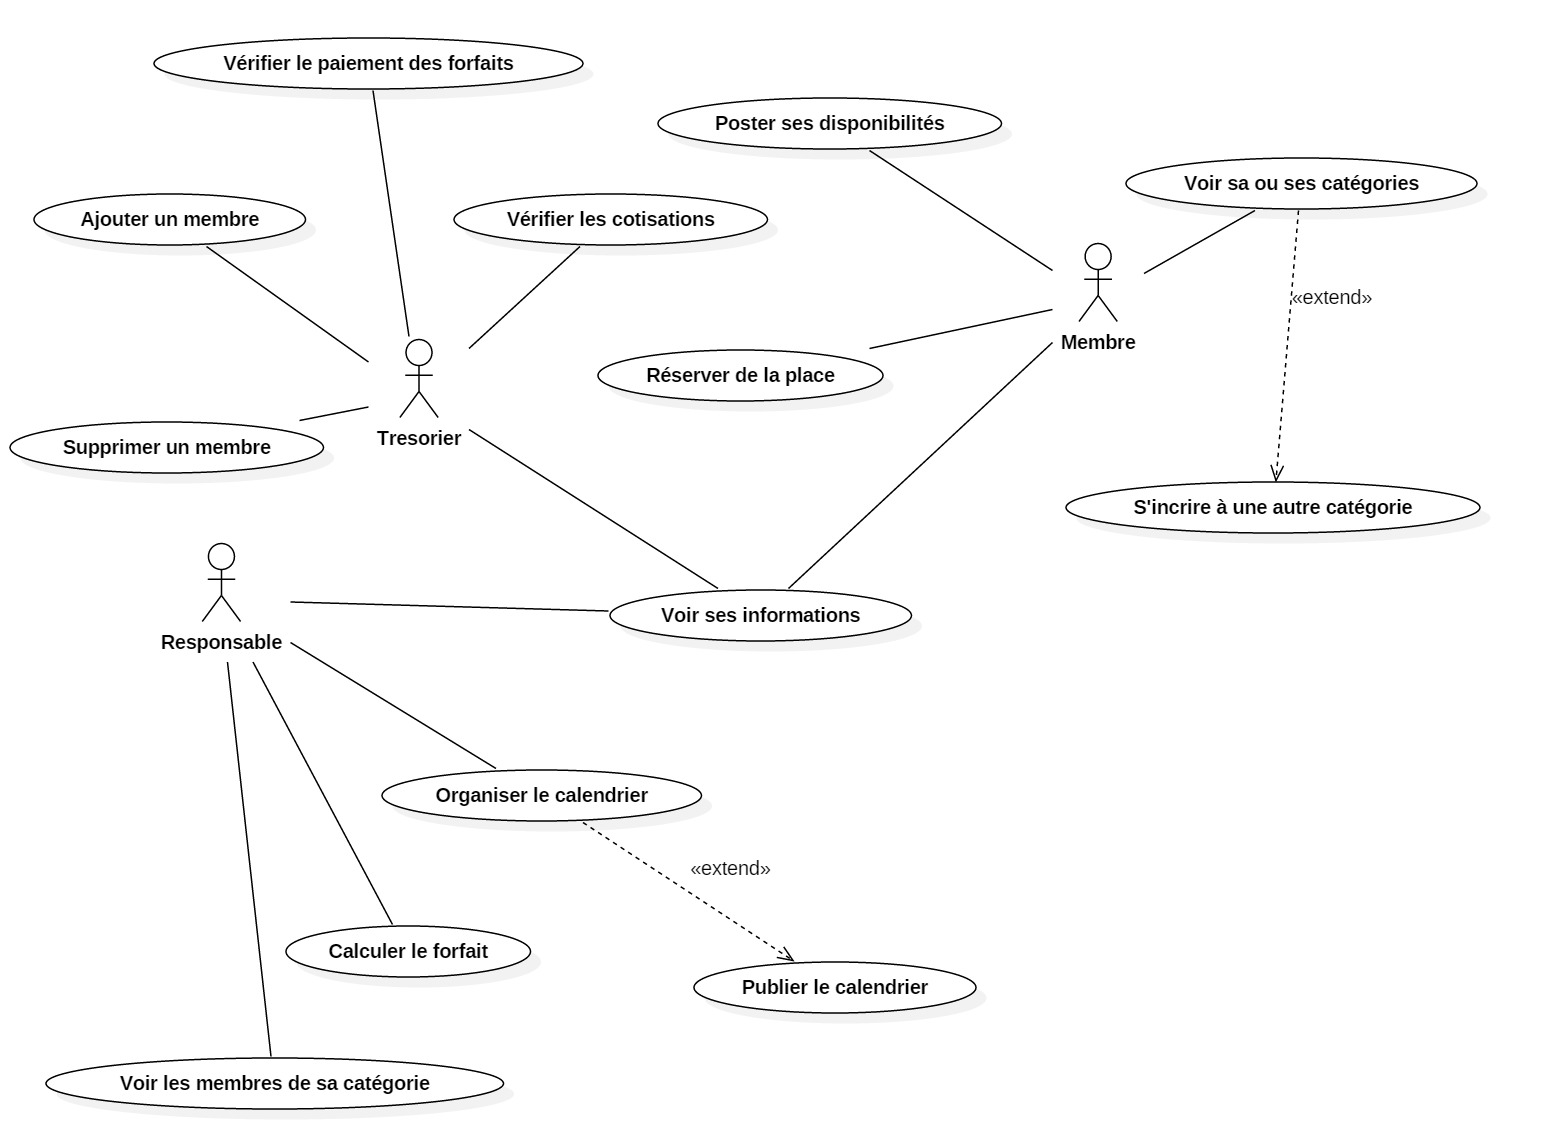 Vérifier le paiement des forfaits
Poster ses disponibilités
Voir sa ou ses catégories
Ajouter un membre
Vérifier les cotisations
«extend»
Membre
Réserver de la place
Tresorier
Supprimer un membre
S'incrire à une autre catégorie
Voir ses informations
Responsable
Organiser le calendrier
«extend»
Calculer le forfait
Publier le calendrier
Voir les membres de sa catégorie